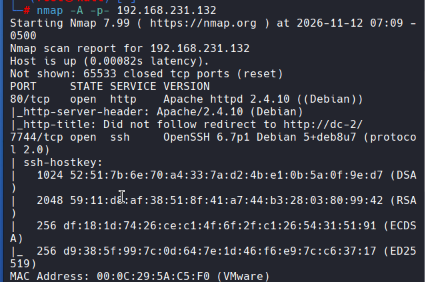 └─# nmap -A -p- 192.168.231.132
Starting Nmap 7.99 ( https://nmap.org ) at 2026-11-12 07:09 -
0500
Nmap scan report for 192.168.231.132
Host is up (0.00082s latency).
Not shown: 65533 closed tcp ports (reset)
PORT     STATE SERVICE VERSION
80/tcp   open  http    Apache httpd 2.4.10 ((Debian))
|_http-server-header: Apache/2.4.10 (Debian)
|_http-title: Did not follow redirect to http://dc-2/
7744/tcp open  ssh     OpenSSH 6.7p1 Debian 5+deb8u7 (protoco
l 2.0)
| ssh-hostkey:
|   1024 52:51:7b:6e:70:a4:33:7a:d2:4b:e1:0b:5a:0f:9e:d7 (DSA
)
|   2048 59:11:d8:af:38:51:8f:41:a7:44:b3:28:03:80:99:42 (RSA
)
|   256 df:18:1d:74:26:ce:c1:4f:6f:2f:c1:26:54:31:51:91 (ECDS
A)
|_  256 d9:38:5f:99:7c:0d:64:7e:1d:46:f6:e9:7c:c6:37:17 (ED25
519)
MAC Address: 00:0C:29:5A:C5:F0 (VMware)